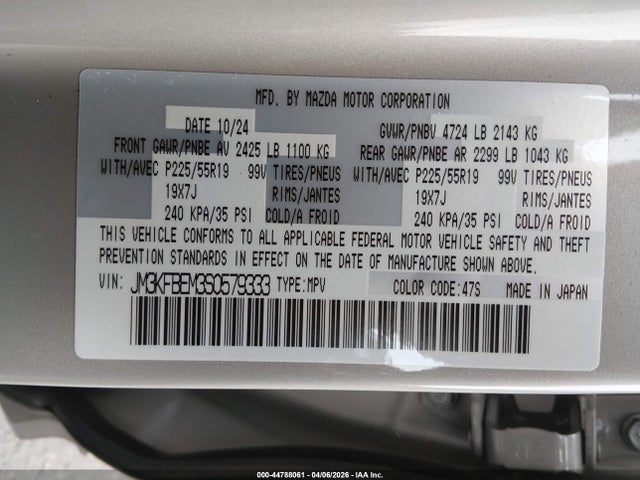 MFD. BY MAZDA MOTOR CORPORATION
DATE 10/24 GVWR/PNBV 4724 LB 2143 KG
FRONT GAWR/PNBE AV 2425 LB 1100 KG REAR GAWR/PNBE AR 2299 LB 1043 KG
WITH/AVEC P225/55R19 99V TIRES/PNEUS WITH/AVEC P225/55R19 99V TIRES/PNEUS
19X7J RIMS/JANTES 19X7J RIMS/JANTES
240 KPA/35 PSI COLD/A FROID 240 KPA/35 PSI COLD/A FROID
THIS VEHICLE CONFORMS TO ALL APPLICABLE FEDERAL MOTOR VEHICLE SAFETY AND THEFT
PREVENTION STANDARDS IN EFFECT ON THE DATE OF MANUFACTURE SHOWN ABOVE.
VIN: JM3KFBEM3S0579333 TYPE:MPV COLOR CODE:47S MADE IN JAPAN
000-44788061 - 04/06/2026 - IAA Inc.